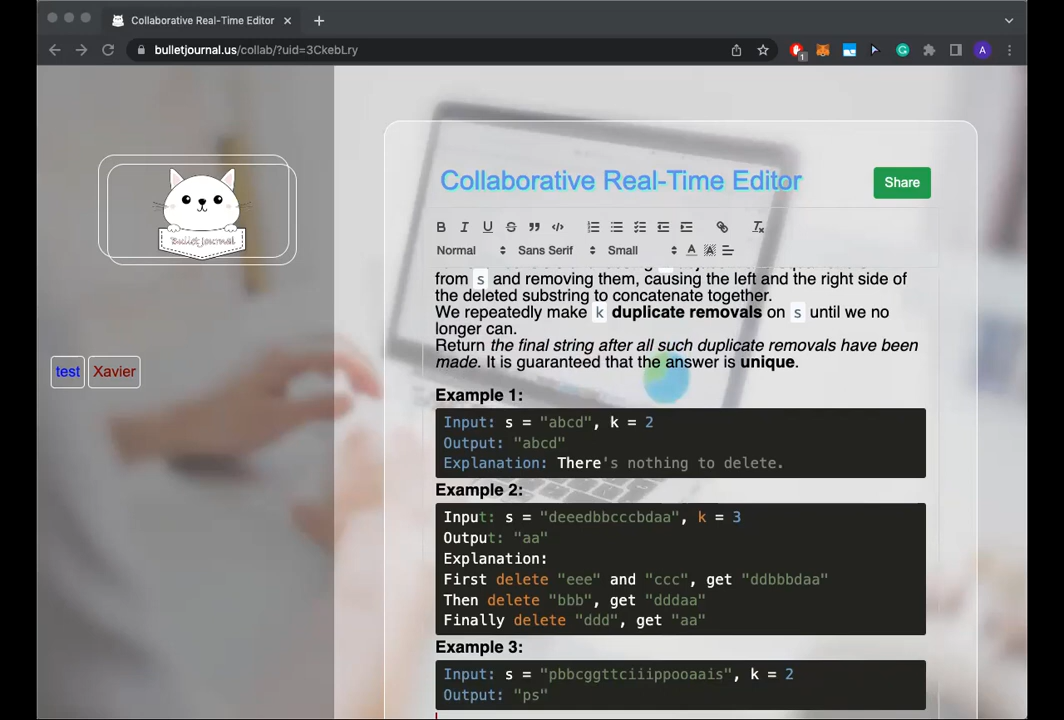 Collaborative Real-Time Editor
bulletjournal.us/collab/?uid=3CkebLry
1
A
Bullet Journal
test
Xavier
Collaborative Real-Time Editor
Share
Normal
Sans Serif
Small
from s and removing them, causing the left and the right side of
the deleted substring to concatenate together.
We repeatedly make k duplicate removals on s until we no
longer can.
Return the final string after all such duplicate removals have been
made. It is guaranteed that the answer is unique.
Example 1:
Input: s = "abcd", k = 2
Output: "abcd"
Explanation: There's nothing to delete.
Example 2:
Input: s = "deeedbbcccbdaa", k = 3
Output: "aa"
Explanation:
First delete "eee" and "ccc", get "ddbbbdaa"
Then delete "bbb", get "dddaa"
Finally delete "ddd", get "aa"
Example 3:
Input: s = "pbbcggttciiippooaais", k = 2
Output: "ps"